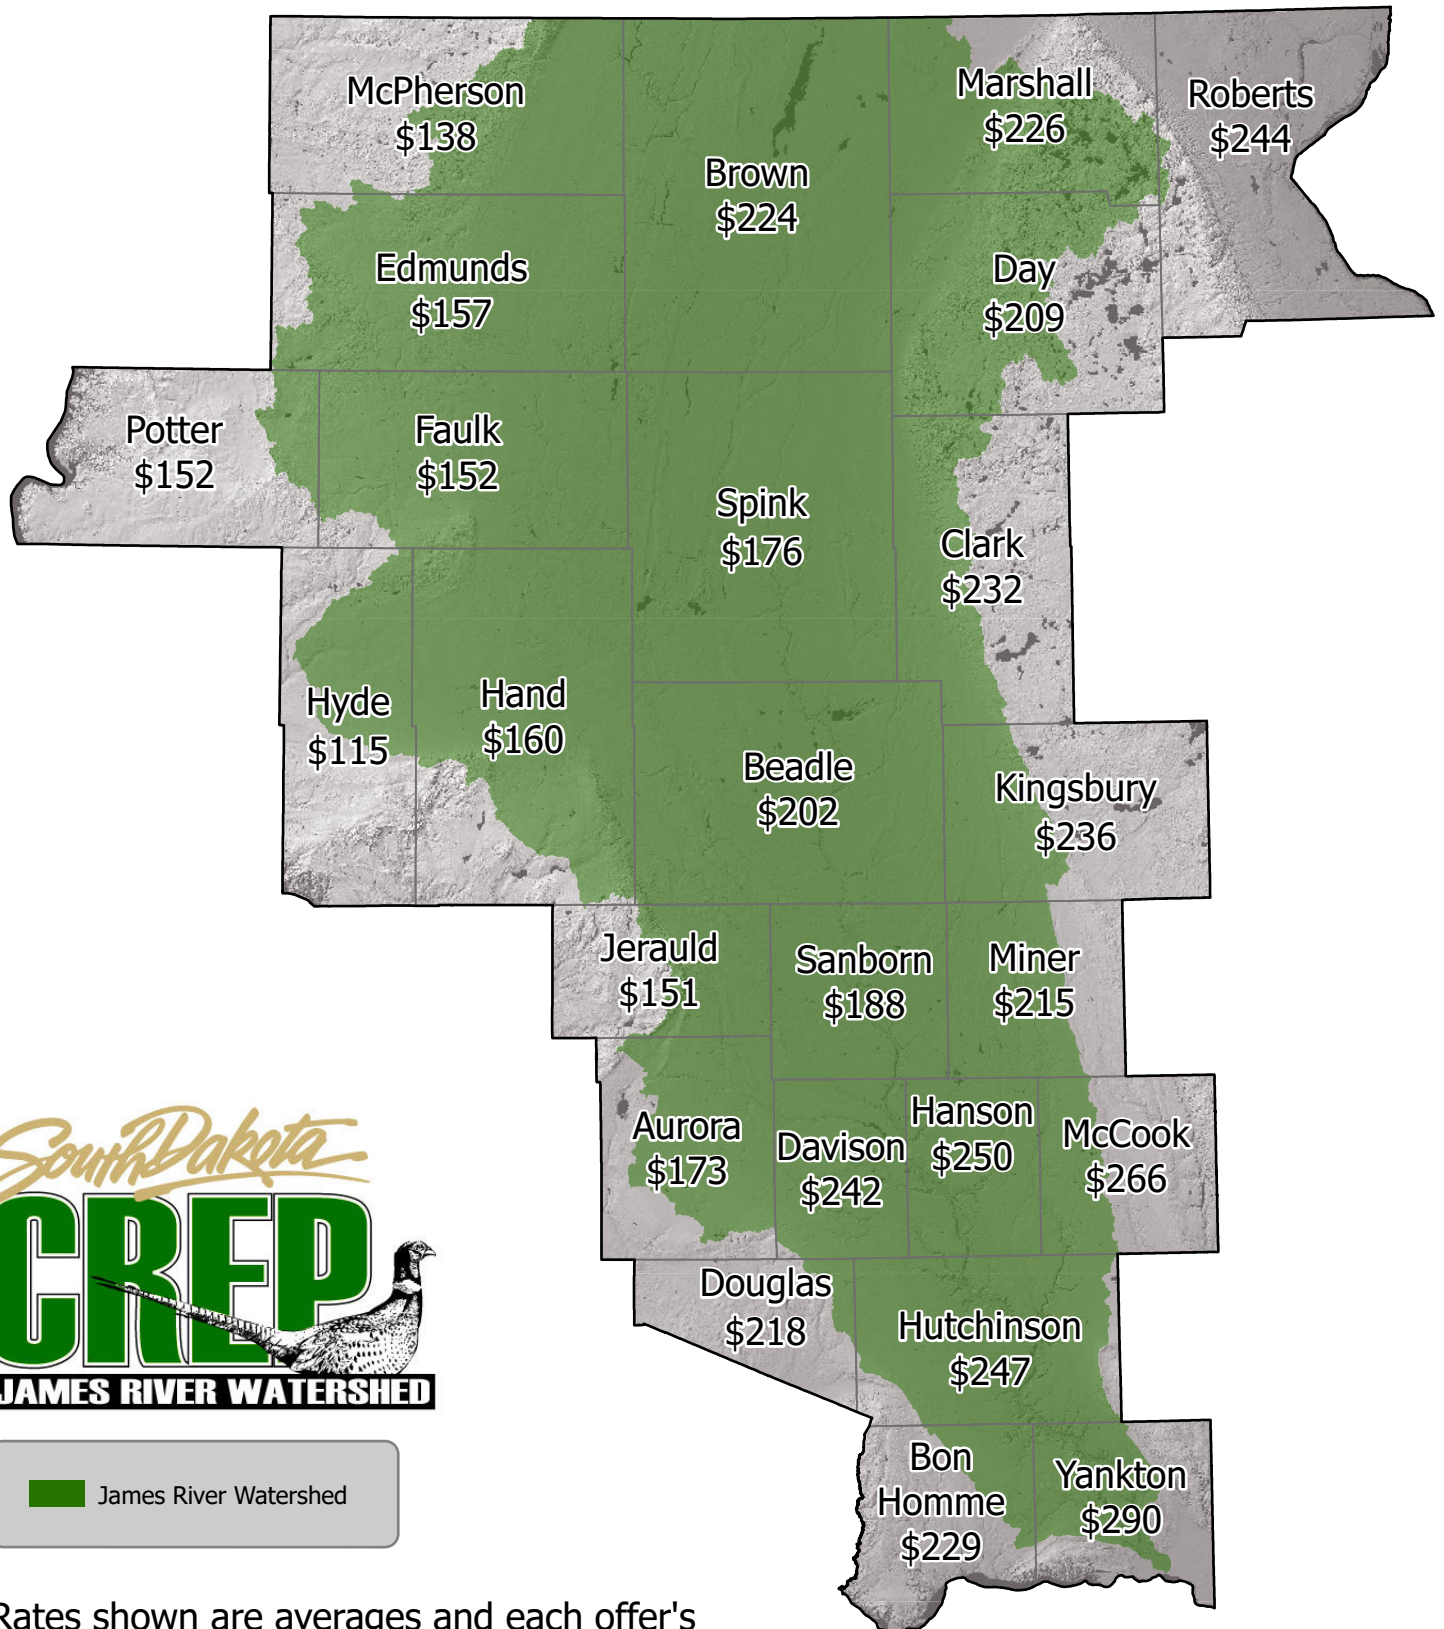 McPherson
$138
Brown
$224
Marshall
$226
Roberts
$244
Edmunds
$157
Day
$209
Potter
$152
Faulk
$152
Spink
$176
Clark
$232
Hyde
$115
Hand
$160
Beadle
$202
Kingsbury
$236
Jerauld
$151
Sanborn
$188
Miner
$215
Aurora
$173
Davison
$242
Hanson
$250
McCook
$266
Douglas
$218
Hutchinson
$247
Bon
Homme
$229
Yankton
$290
South Dakota
CREP
JAMES RIVER WATERSHED
James River Watershed
Rates shown are averages and each offer's